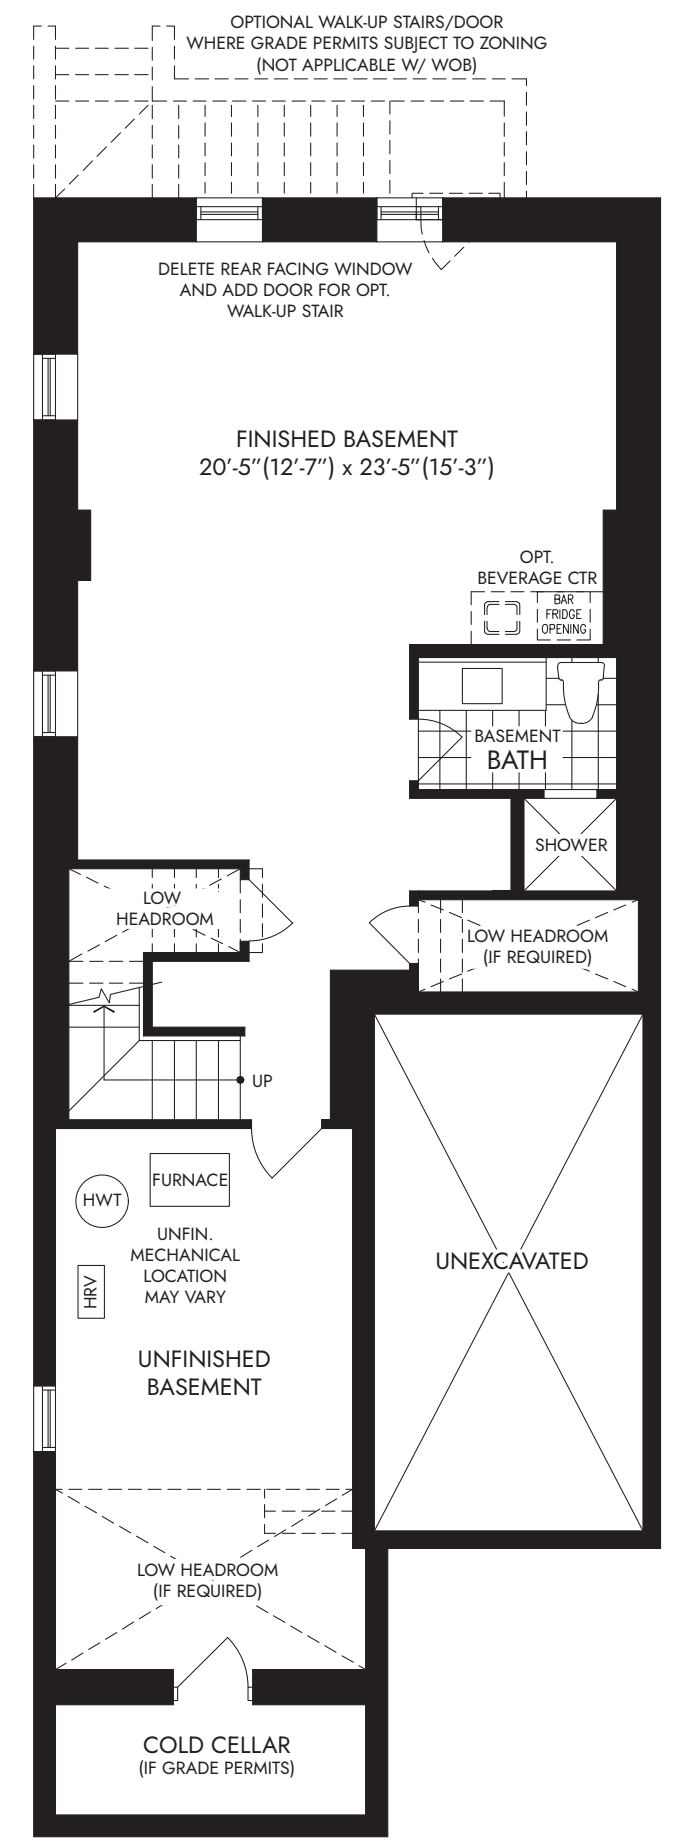 OPTIONAL WALK-UP STAIRS/DOOR
WHERE GRADE PERMITS SUBJECT TO ZONING
(NOT APPLICABLE W/ WOB)
DELETE REAR FACING WINDOW
AND ADD DOOR FOR OPT.
WALK-UP STAIR
FINISHED BASEMENT
20'-5"(12'-7") x 23'-5"(15'-3")
OPT.
BEVERAGE CTR
BAR
FRIDGE
OPENING
BASEMENT
BATH
SHOWER
LOW
HEADROOM
LOW HEADROOM
(IF REQUIRED)
UP
HWT
FURNACE
UNFIN.
MECHANICAL
LOCATION
MAY VARY
HRV
UNEXCAVATED
UNFINISHED
BASEMENT
LOW HEADROOM
(IF REQUIRED)
COLD CELLAR
(IF GRADE PERMITS)